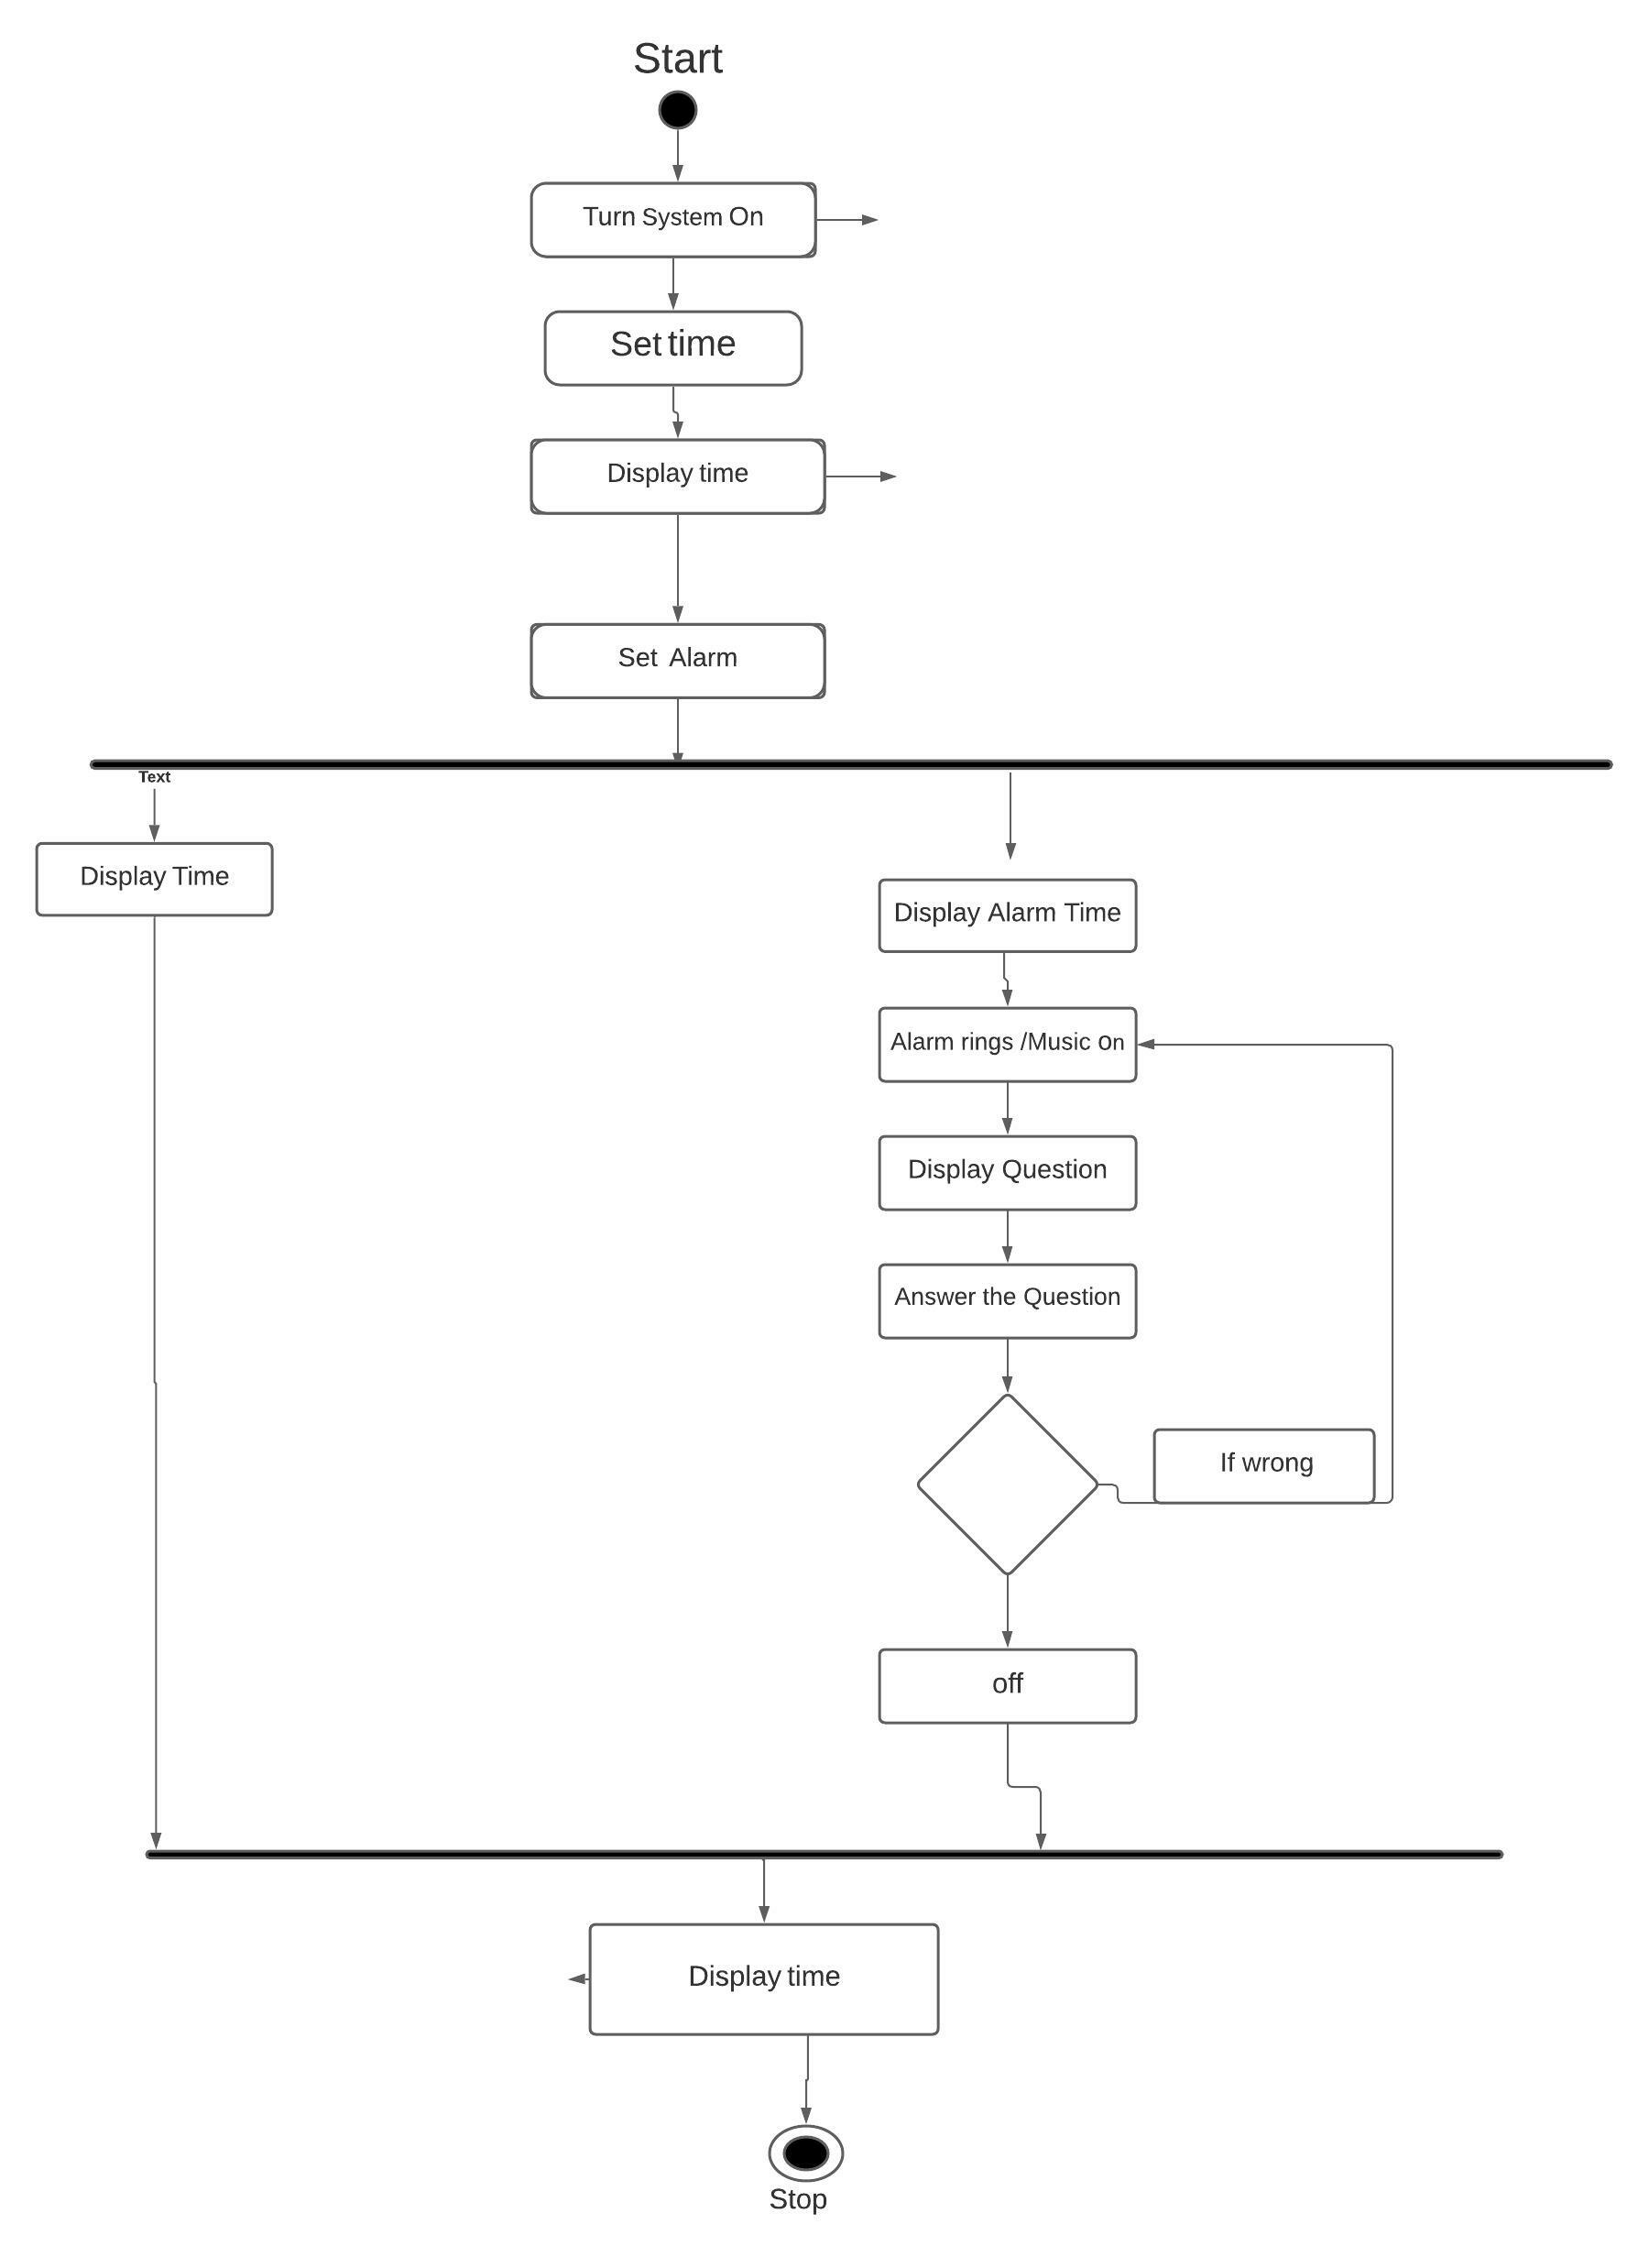 Start
Turn System On
Set time
Display time
Set Alarm
Text
Display Time
Display Alarm Time
Alarm rings /Music on
Display Question
Answer the Question
If wrong
off
Display time
Stop